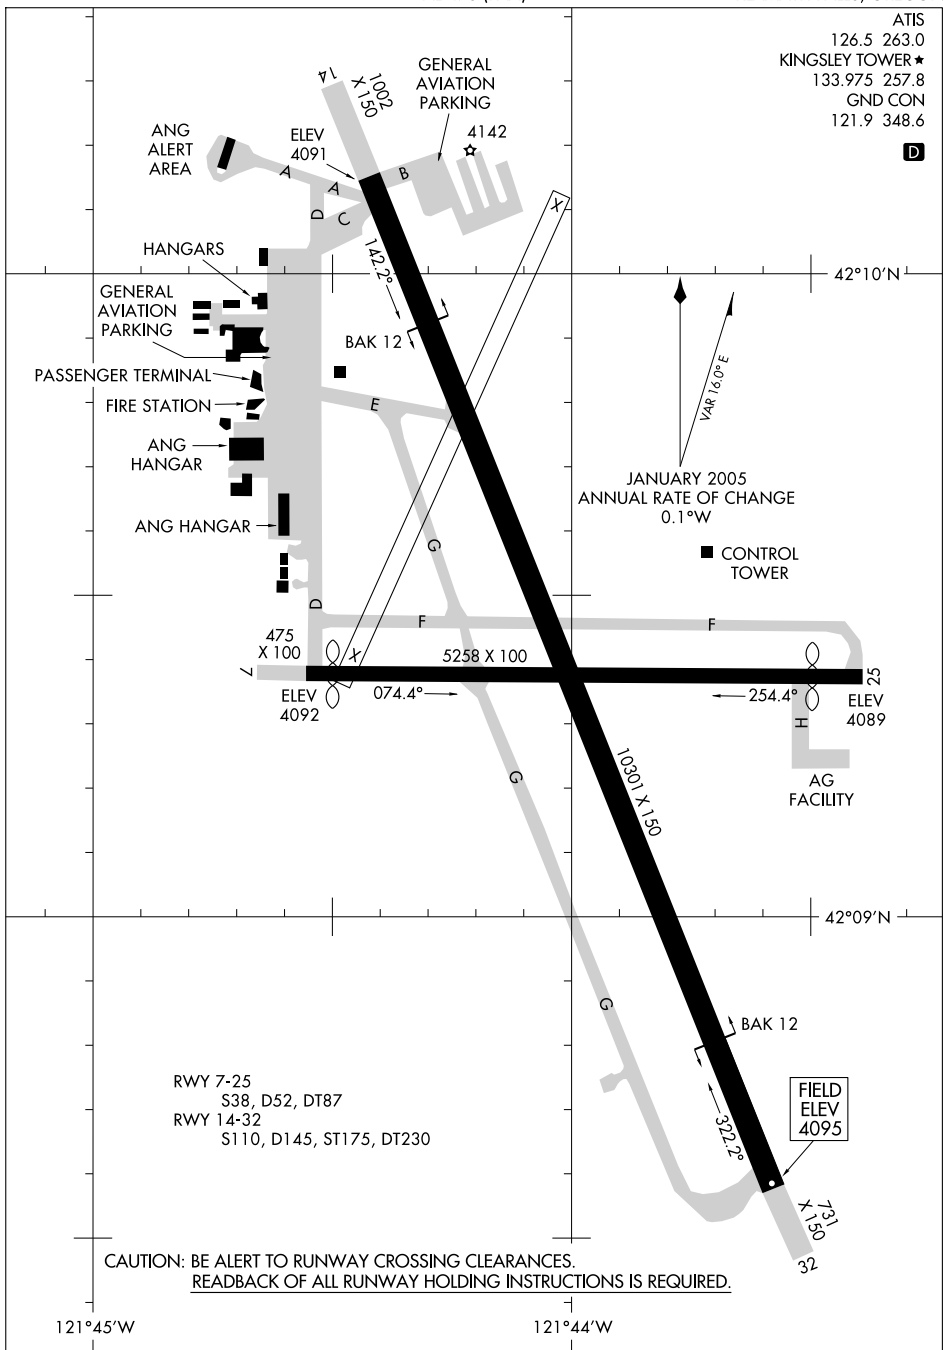 ATIS
126.5 263.0
KINGSLEY TOWER★
133.975 257.8
GND CON
121.9 348.6
D
14
1002
X 150
GENERAL
AVIATION
PARKING
4142
ANG
ALERT
AREA
ELEV
4091
A
A
B
D
C
X
HANGARS
142.2°
42°10'N
GENERAL
AVIATION
PARKING
BAK 12
VAR 16.0° E
PASSENGER TERMINAL
FIRE STATION
E
ANG
HANGAR
JANUARY 2005
ANNUAL RATE OF CHANGE
0.1°W
ANG HANGAR
G
CONTROL
TOWER
D
F
F
475
X 100
X
5258 X 100
7
25
ELEV
4092
074.4°
254.4°
ELEV
4089
H
G
10301 X 150
AG
FACILITY
42°09'N
G
BAK 12
RWY 7-25
S38, D52, DT87
RWY 14-32
S110, D145, ST175, DT230
FIELD
ELEV
4095
322.2°
731
X 150
32
CAUTION: BE ALERT TO RUNWAY CROSSING CLEARANCES.
READBACK OF ALL RUNWAY HOLDING INSTRUCTIONS IS REQUIRED.
121°45'W
121°44'W